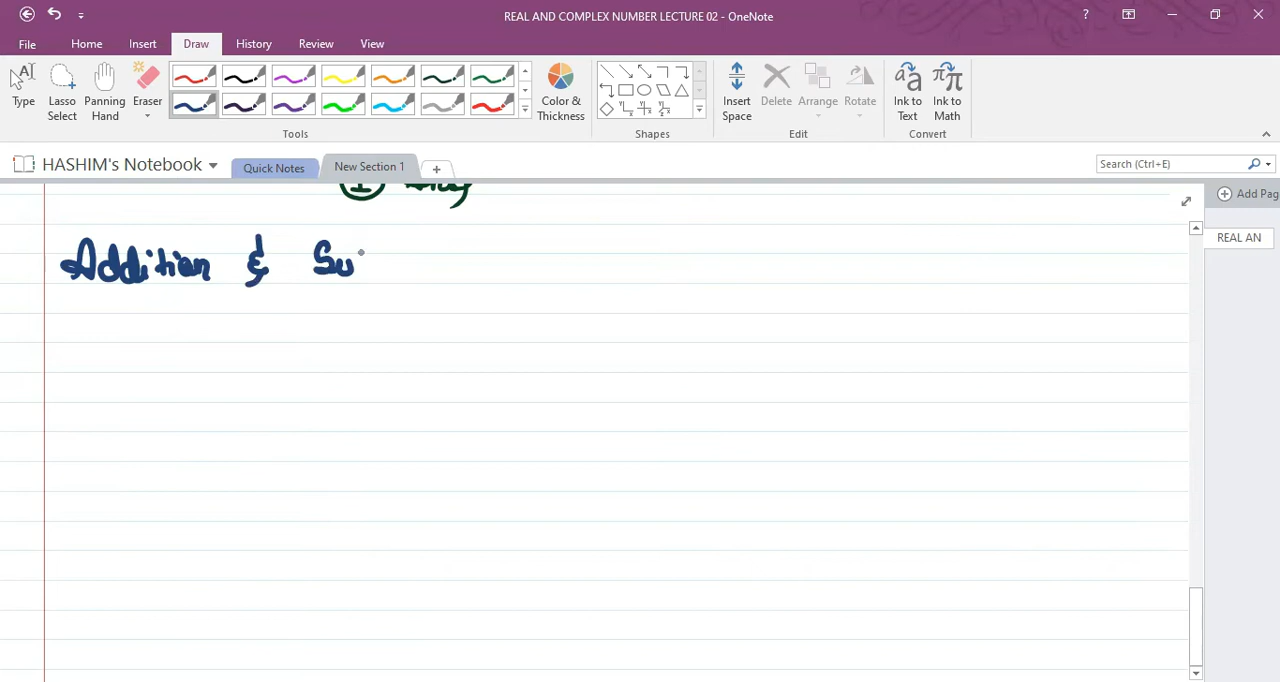 REAL AND COMPLEX NUMBER LECTURE 02 - OneNote
?
File Home Insert Draw History Review View
Type Lasso Select Panning Hand Eraser Color & Thickness Insert Space Delete Arrange Rotate Ink to Text Ink to Math
Tools Shapes Edit Convert
HASHIM's Notebook Quick Notes New Section 1 Search (Ctrl+E)
Add Pag
REAL AN
Addition & Su